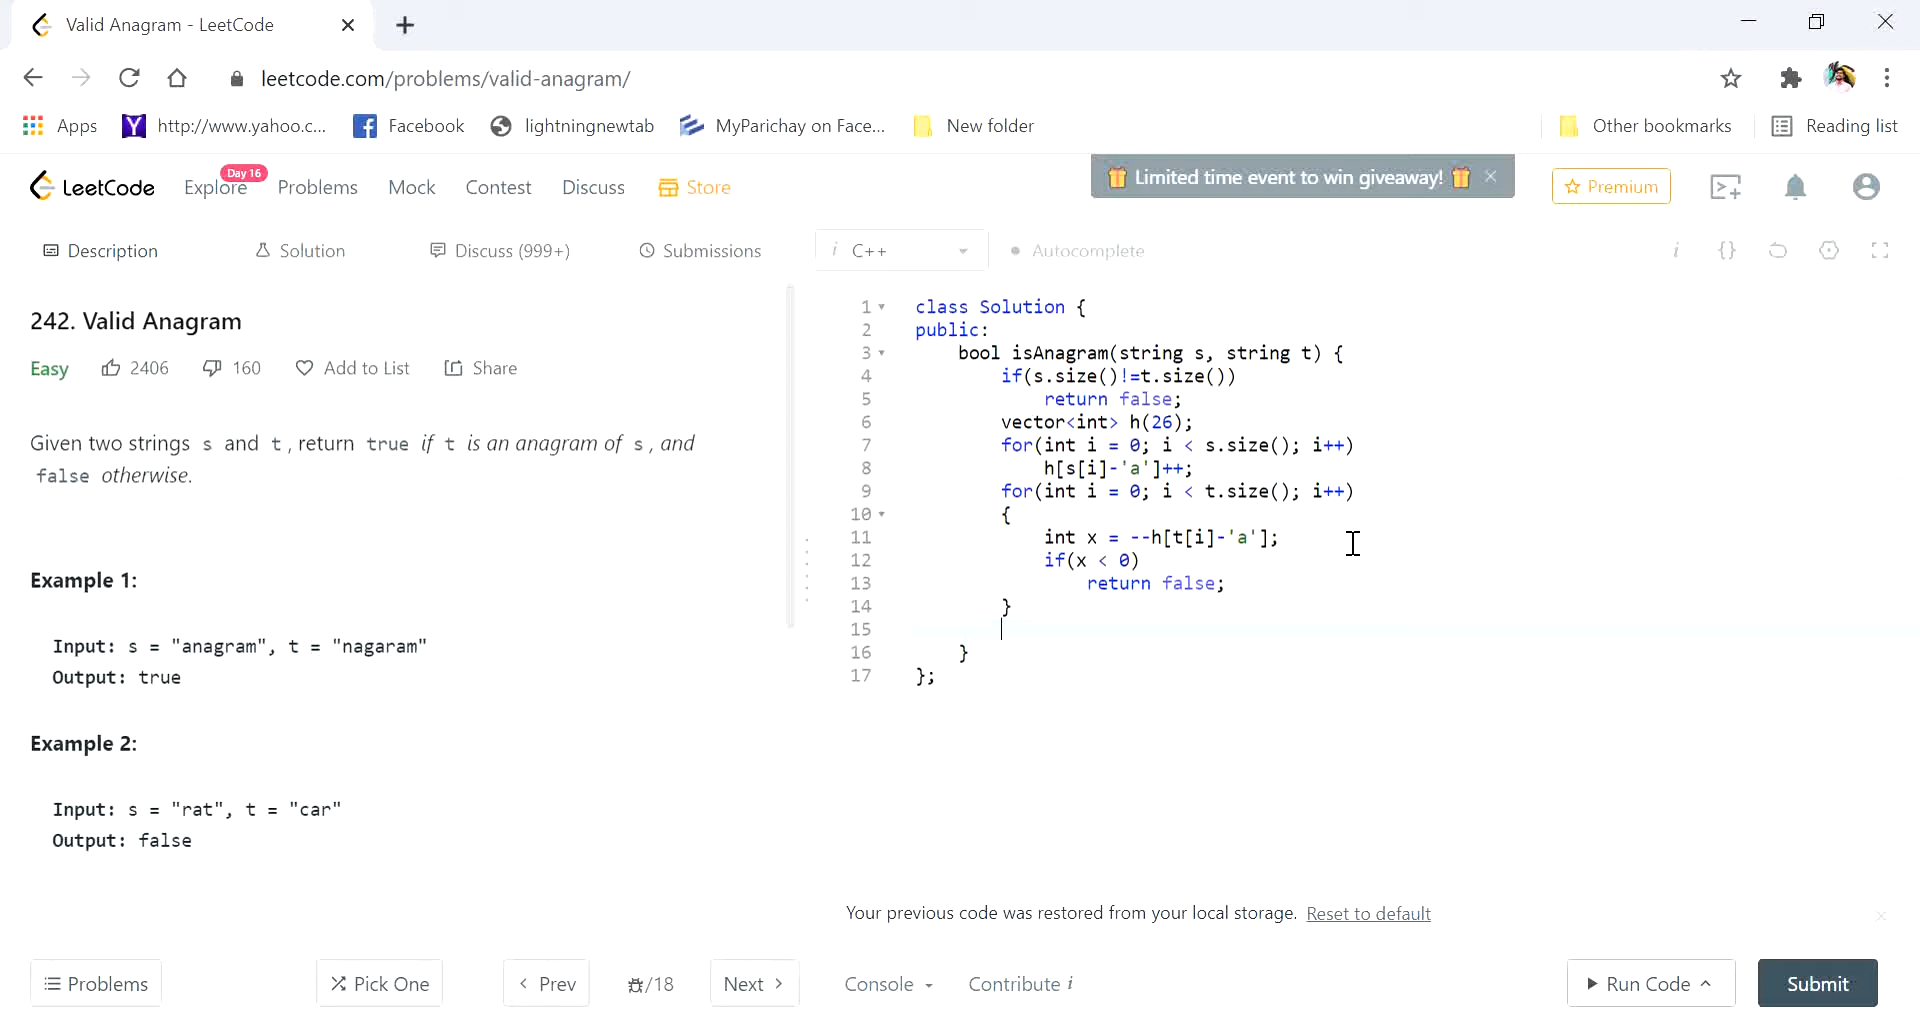 Valid Anagram - LeetCode
leetcode.com/problems/valid-anagram/
Apps http://www.yahoo.c... Facebook lightningnewtab MyParichay on Face... New folder Other bookmarks Reading list
LeetCode Explore Day 16 Problems Mock Contest Discuss Store Limited time event to win giveaway! Premium
Description Solution Discuss (999+) Submissions i C++ Autocomplete i {}
242. Valid Anagram
Easy 2406 160 Add to List Share
Given two strings s and t, return true if t is an anagram of s, and
false otherwise.
Example 1:
Input: s = "anagram", t = "nagaram"
Output: true
Example 2:
Input: s = "rat", t = "car"
Output: false
1 class Solution {
2 public:
3 bool isAnagram(string s, string t) {
4 if(s.size()!=t.size())
5 return false;
6 vector<int> h(26);
7 for(int i = 0; i < s.size(); i++)
8 h[s[i]-'a']++;
9 for(int i = 0; i < t.size(); i++)
10 {
11 int x = --h[t[i]-'a'];
12 if(x < 0)
13 return false;
14 }
15
16 }
17 };
Your previous code was restored from your local storage. Reset to default
Problems Pick One Prev /18 Next Console Contribute i Run Code Submit